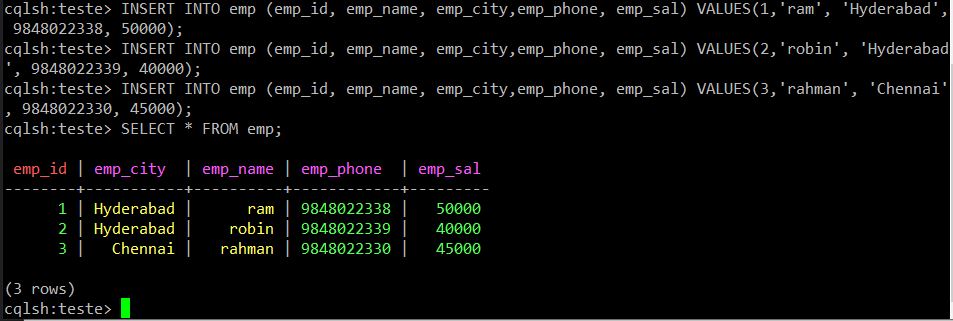 cqlsh:teste> INSERT INTO emp (emp_id, emp_name, emp_city,emp_phone, emp_sal) VALUES(1,'ram', 'Hyderabad',
 9848022338, 50000);
cqlsh:teste> INSERT INTO emp (emp_id, emp_name, emp_city,emp_phone, emp_sal) VALUES(2,'robin', 'Hyderabad
', 9848022339, 40000);
cqlsh:teste> INSERT INTO emp (emp_id, emp_name, emp_city,emp_phone, emp_sal) VALUES(3,'rahman', 'Chennai'
, 9848022330, 45000);
cqlsh:teste> SELECT * FROM emp;

 emp_id | emp_city  | emp_name | emp_phone  | emp_sal
--------+-----------+----------+------------+---------
      1 | Hyderabad |      ram | 9848022338 |   50000
      2 | Hyderabad |    robin | 9848022339 |   40000
      3 |   Chennai |   rahman | 9848022330 |   45000

(3 rows)
cqlsh:teste>